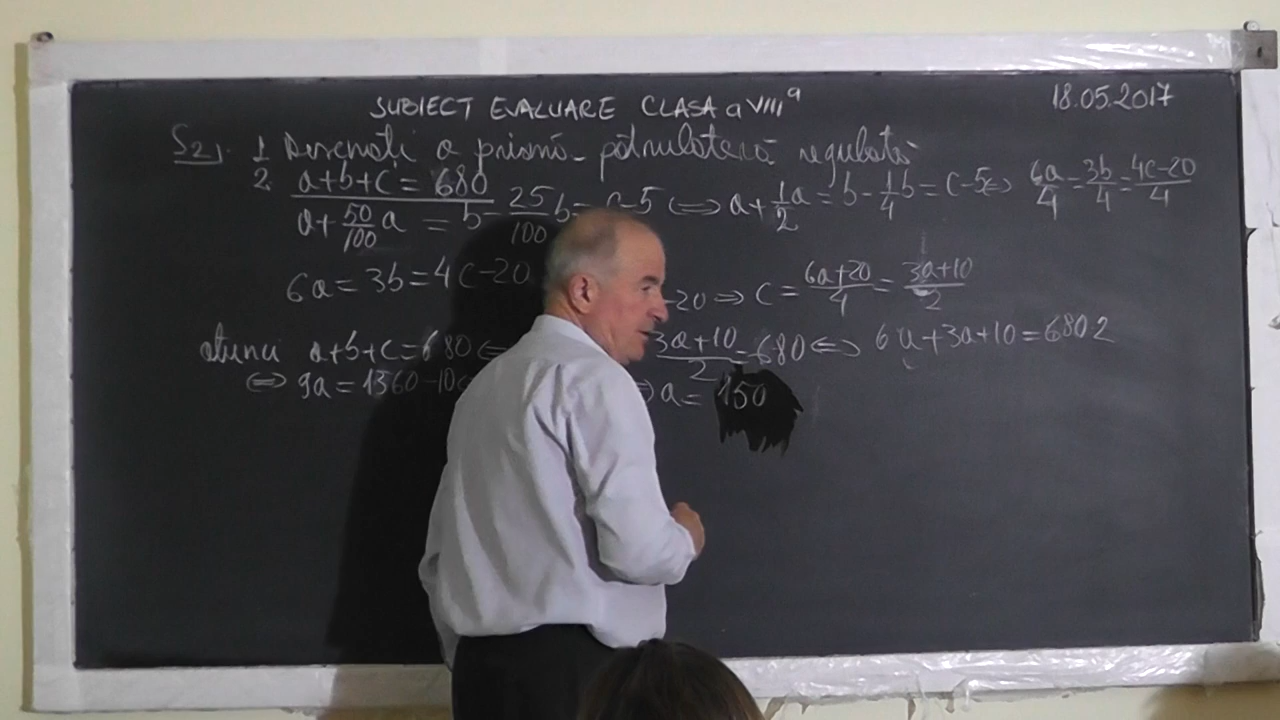 SUBIECT EVALUARE CLASA a VIII a 18.05.2017
S2). 1. Desenați o prismă patrulateră regulată
2. a+b+c = 680
a + 50/100 a = b - 25/100 b = c-5 ⇔ a + 1/2 a = b - 1/4 b = c-5 ⇔ 6a/4 = 3b/4 = 4c-20/4
6a = 3b = 4c-20 -20 ⇒ c = 6a+20/4 = 3a+10/2
atunci a+b+c = 680 ⇔ 3a+10/2 = 680 ⇔ 6a+3a+10 = 680 2
⇔ 9a = 1360-10 ⇒ a = 150